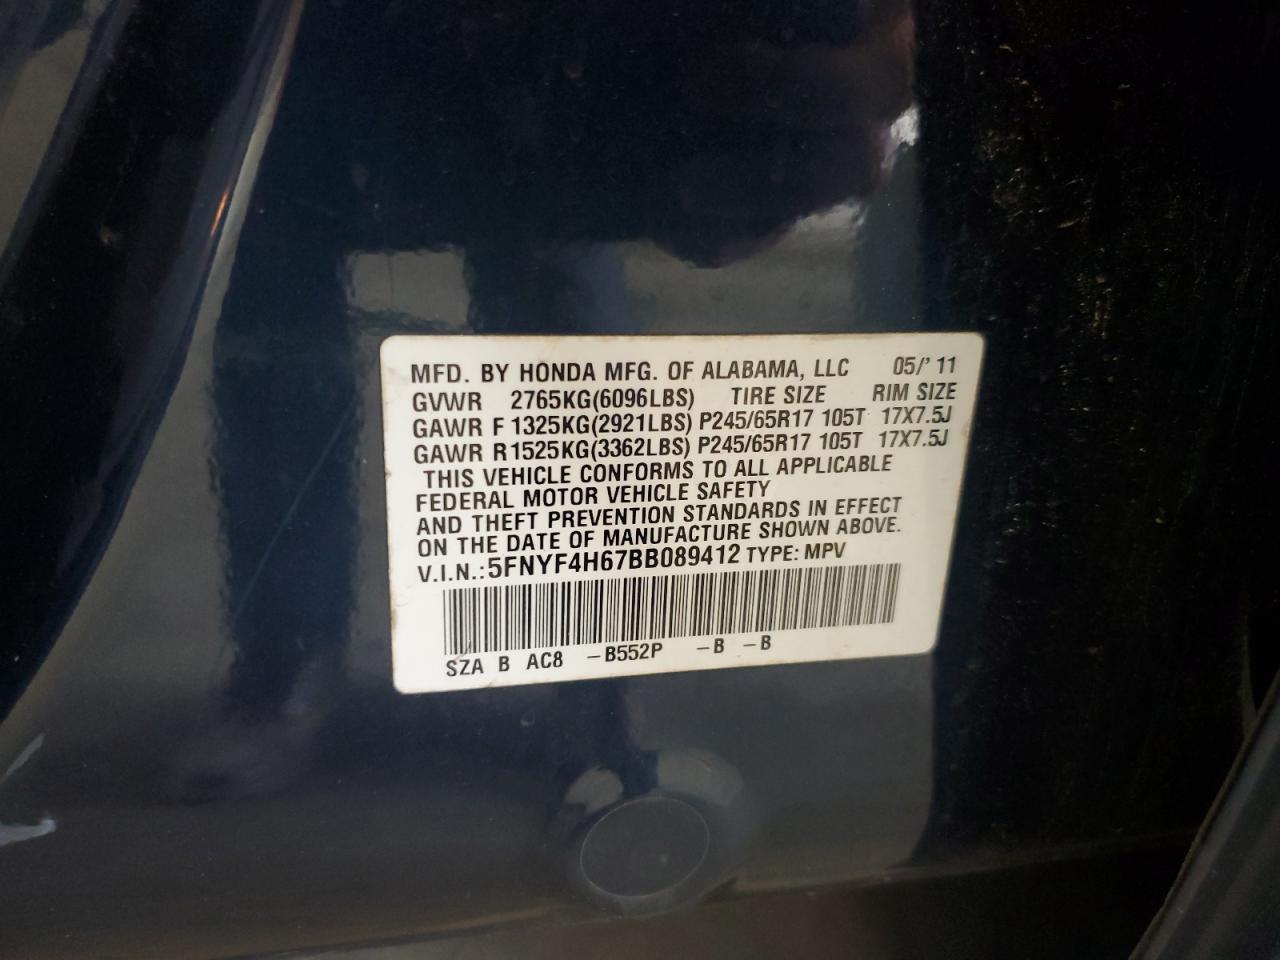 MFD. BY HONDA MFG. OF ALABAMA, LLC 05/' 11
GVWR 2765KG(6096LBS) TIRE SIZE RIM SIZE
GAWR F 1325KG(2921LBS) P245/65R17 105T 17X7.5J
GAWR R 1525KG(3362LBS) P245/65R17 105T 17X7.5J
THIS VEHICLE CONFORMS TO ALL APPLICABLE
FEDERAL MOTOR VEHICLE SAFETY
AND THEFT PREVENTION STANDARDS IN EFFECT
ON THE DATE OF MANUFACTURE SHOWN ABOVE.
V.I.N.:5FNYF4H67BB089412 TYPE: MPV
SZA B AC8 -B552P -B -B